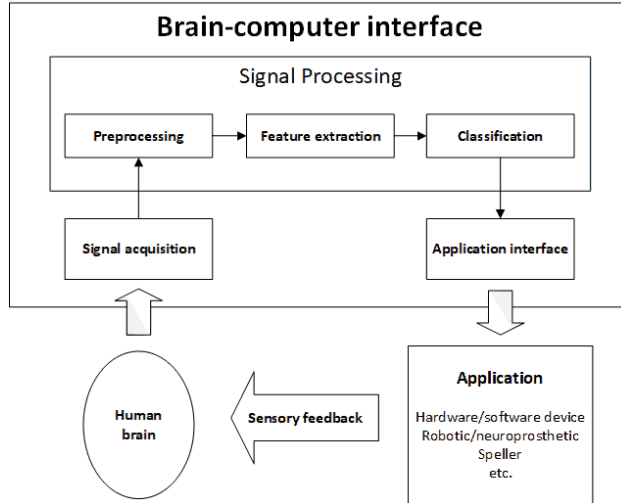 Brain-computer interface
Signal Processing
Preprocessing
Feature extraction
Classification
Signal acquisition
Application interface
Human
brain
Sensory feedback
Application
Hardware/software device
Robotic/neuroprosthetic
Speller
etc.